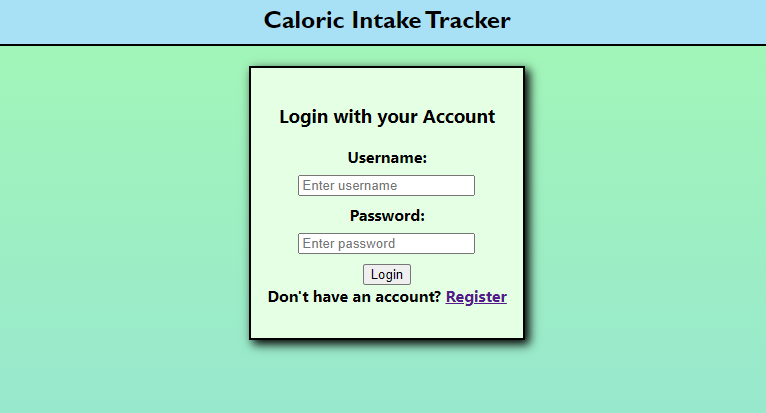 Caloric Intake Tracker
Login with your Account
Username:
Enter username
Password:
Enter password
Login
Don't have an account? Register